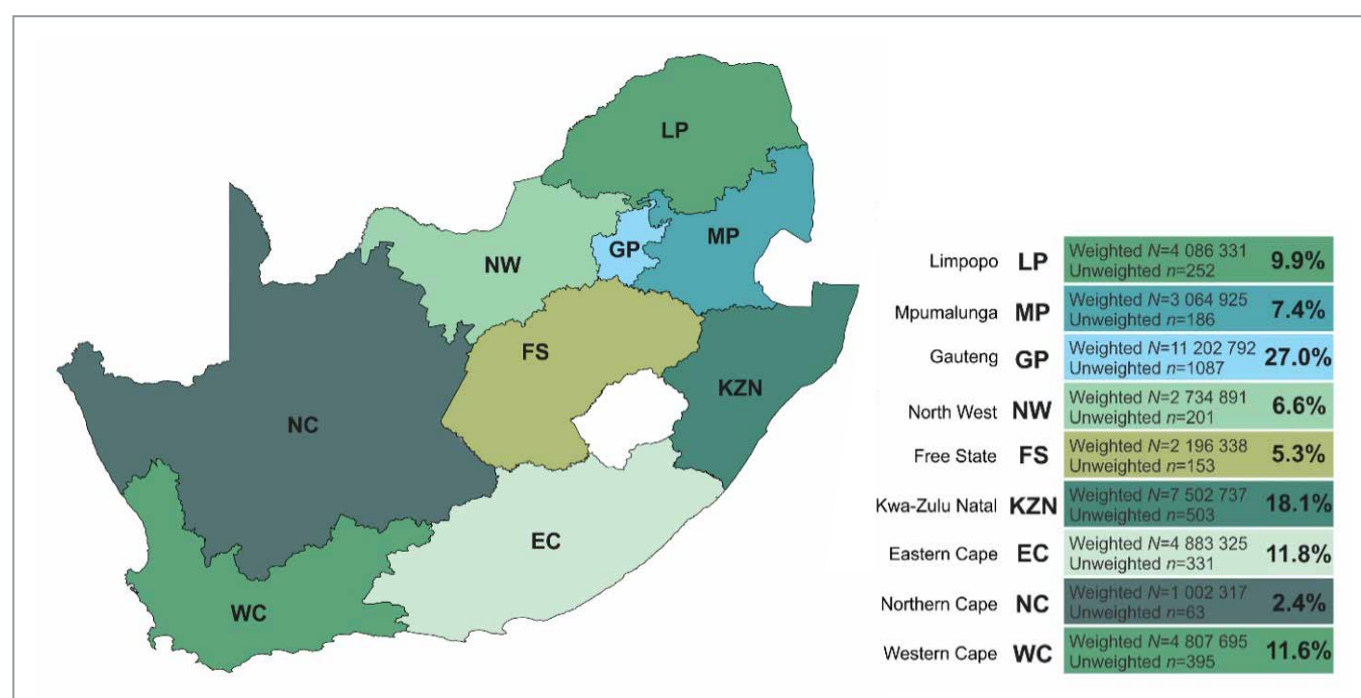 LP
MP
GP
NW
FS
KZN
NC
EC
WC
Limpopo LP Weighted N=4 086 331 9.9%
Unweighted n=252
Mpumalunga MP Weighted N=3 064 925 7.4%
Unweighted n=186
Gauteng GP Weighted N=11 202 792 27.0%
Unweighted n=1087
North West NW Weighted N=2 734 891 6.6%
Unweighted n=201
Free State FS Weighted N=2 196 338 5.3%
Unweighted n=153
Kwa-Zulu Natal KZN Weighted N=7 502 737 18.1%
Unweighted n=503
Eastern Cape EC Weighted N=4 883 325 11.8%
Unweighted n=331
Northern Cape NC Weighted N=1 002 317 2.4%
Unweighted n=63
Western Cape WC Weighted N=4 807 695 11.6%
Unweighted n=395